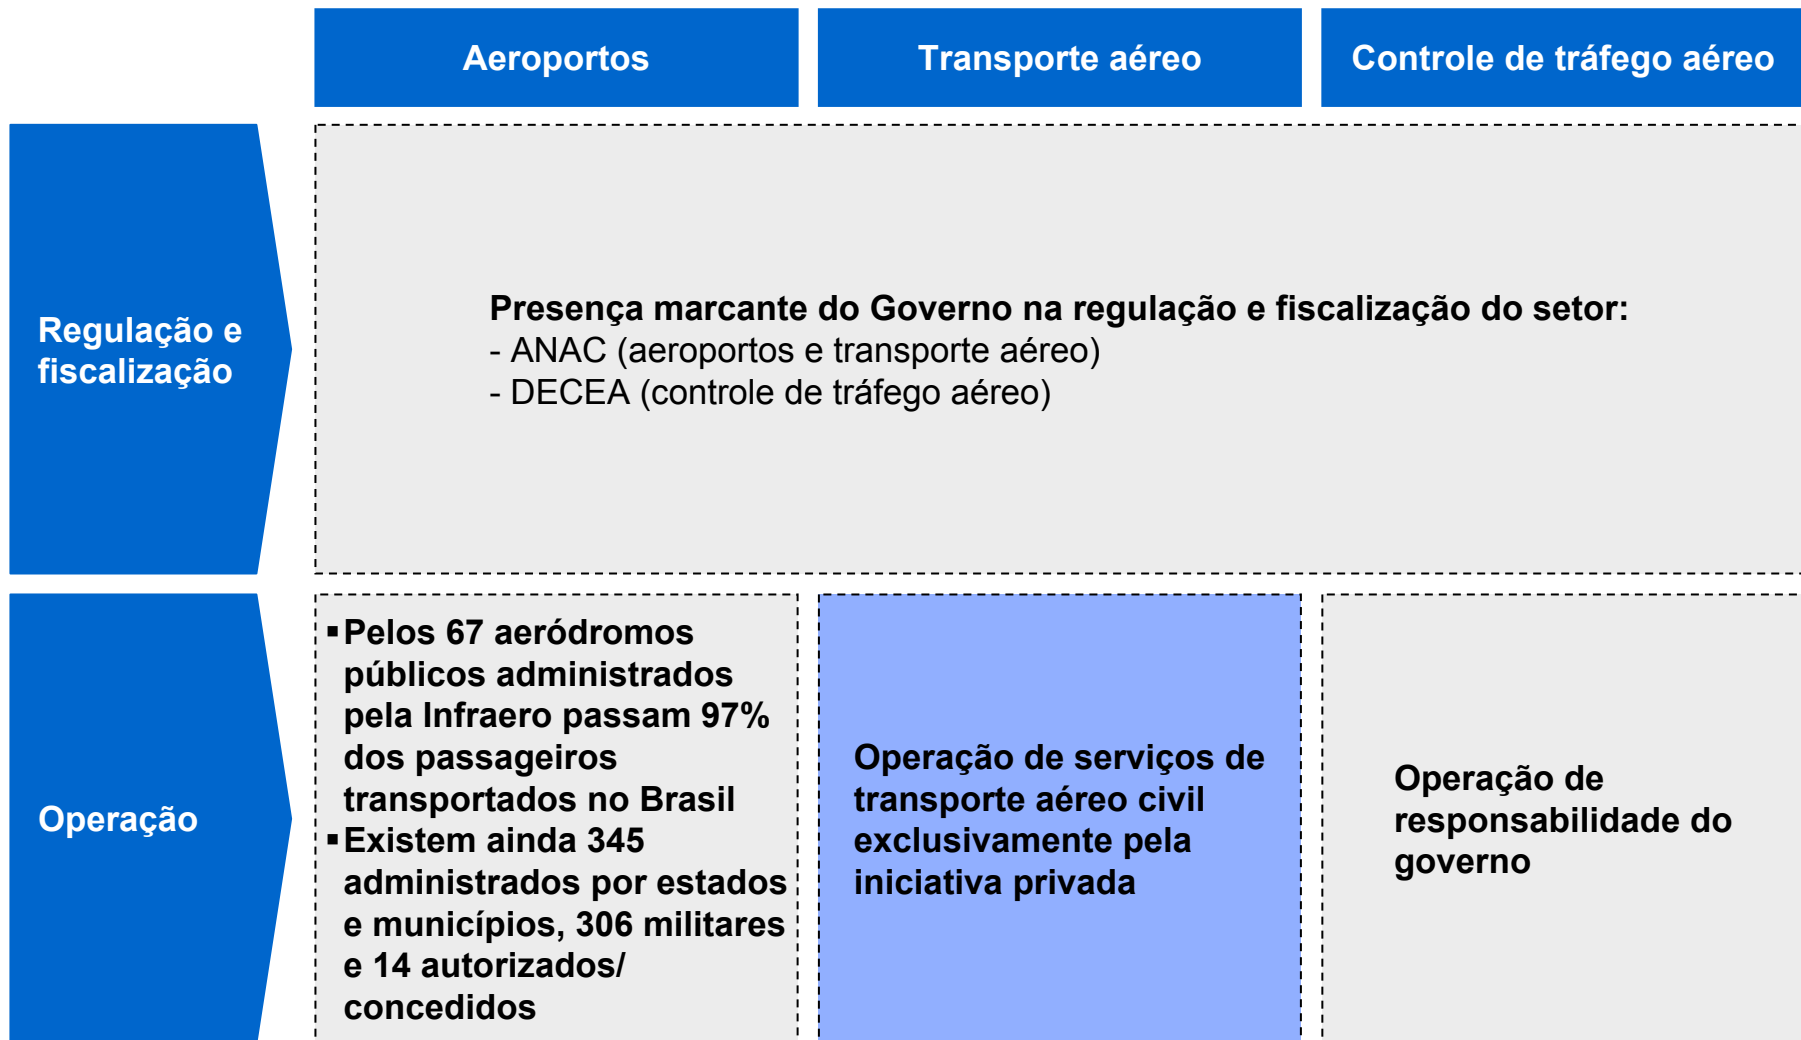 Aeroportos
Transporte aéreo
Controle de tráfego aéreo
Regulação e
fiscalização
Presença marcante do Governo na regulação e fiscalização do setor:
- ANAC (aeroportos e transporte aéreo)
- DECEA (controle de tráfego aéreo)
Operação
▪Pelos 67 aeródromos
públicos administrados
pela Infraero passam 97%
dos passageiros
transportados no Brasil
▪Existem ainda 345
administrados por estados
e municípios, 306 militares
e 14 autorizados/
concedidos
Operação de serviços de
transporte aéreo civil
exclusivamente pela
iniciativa privada
Operação de
responsabilidade do
governo